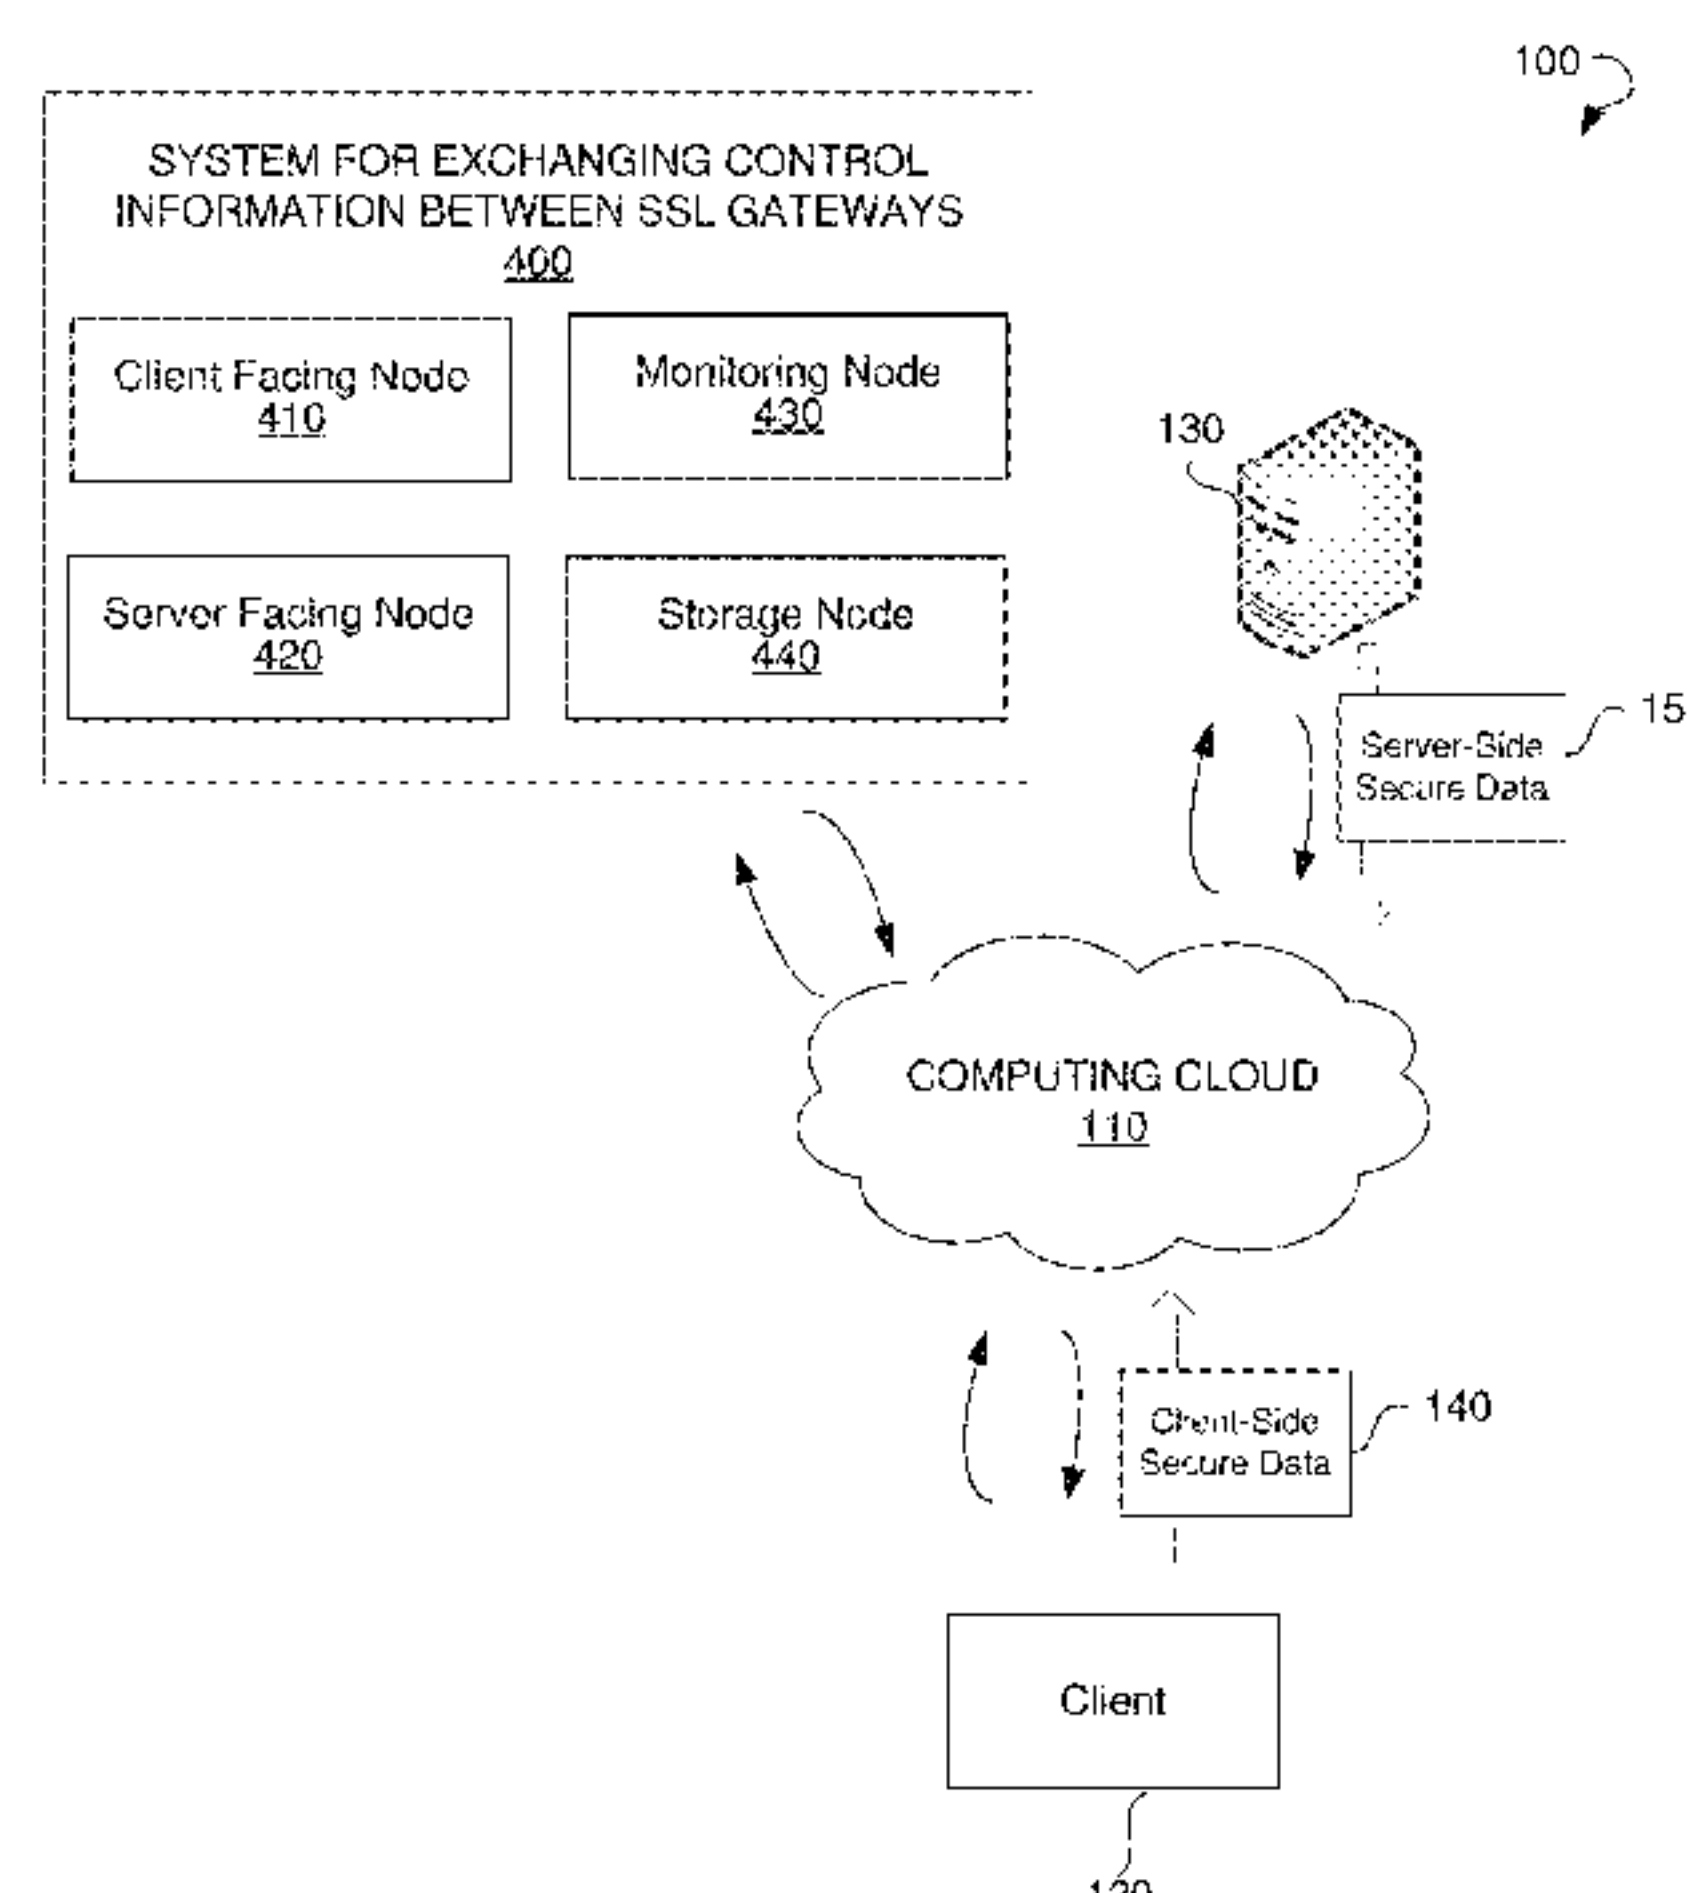 100
SYSTEM FOR EXCHANGING CONTROL
INFORMATION BETWEEN SSL GATEWAYS
400
Client Facing Node
410
Monitoring Node
430
130
Server Facing Node
420
Storage Node
440
15
Server-Side
Secure Data
COMPUTING CLOUD
110
Client-Side
Secure Data
140
Client